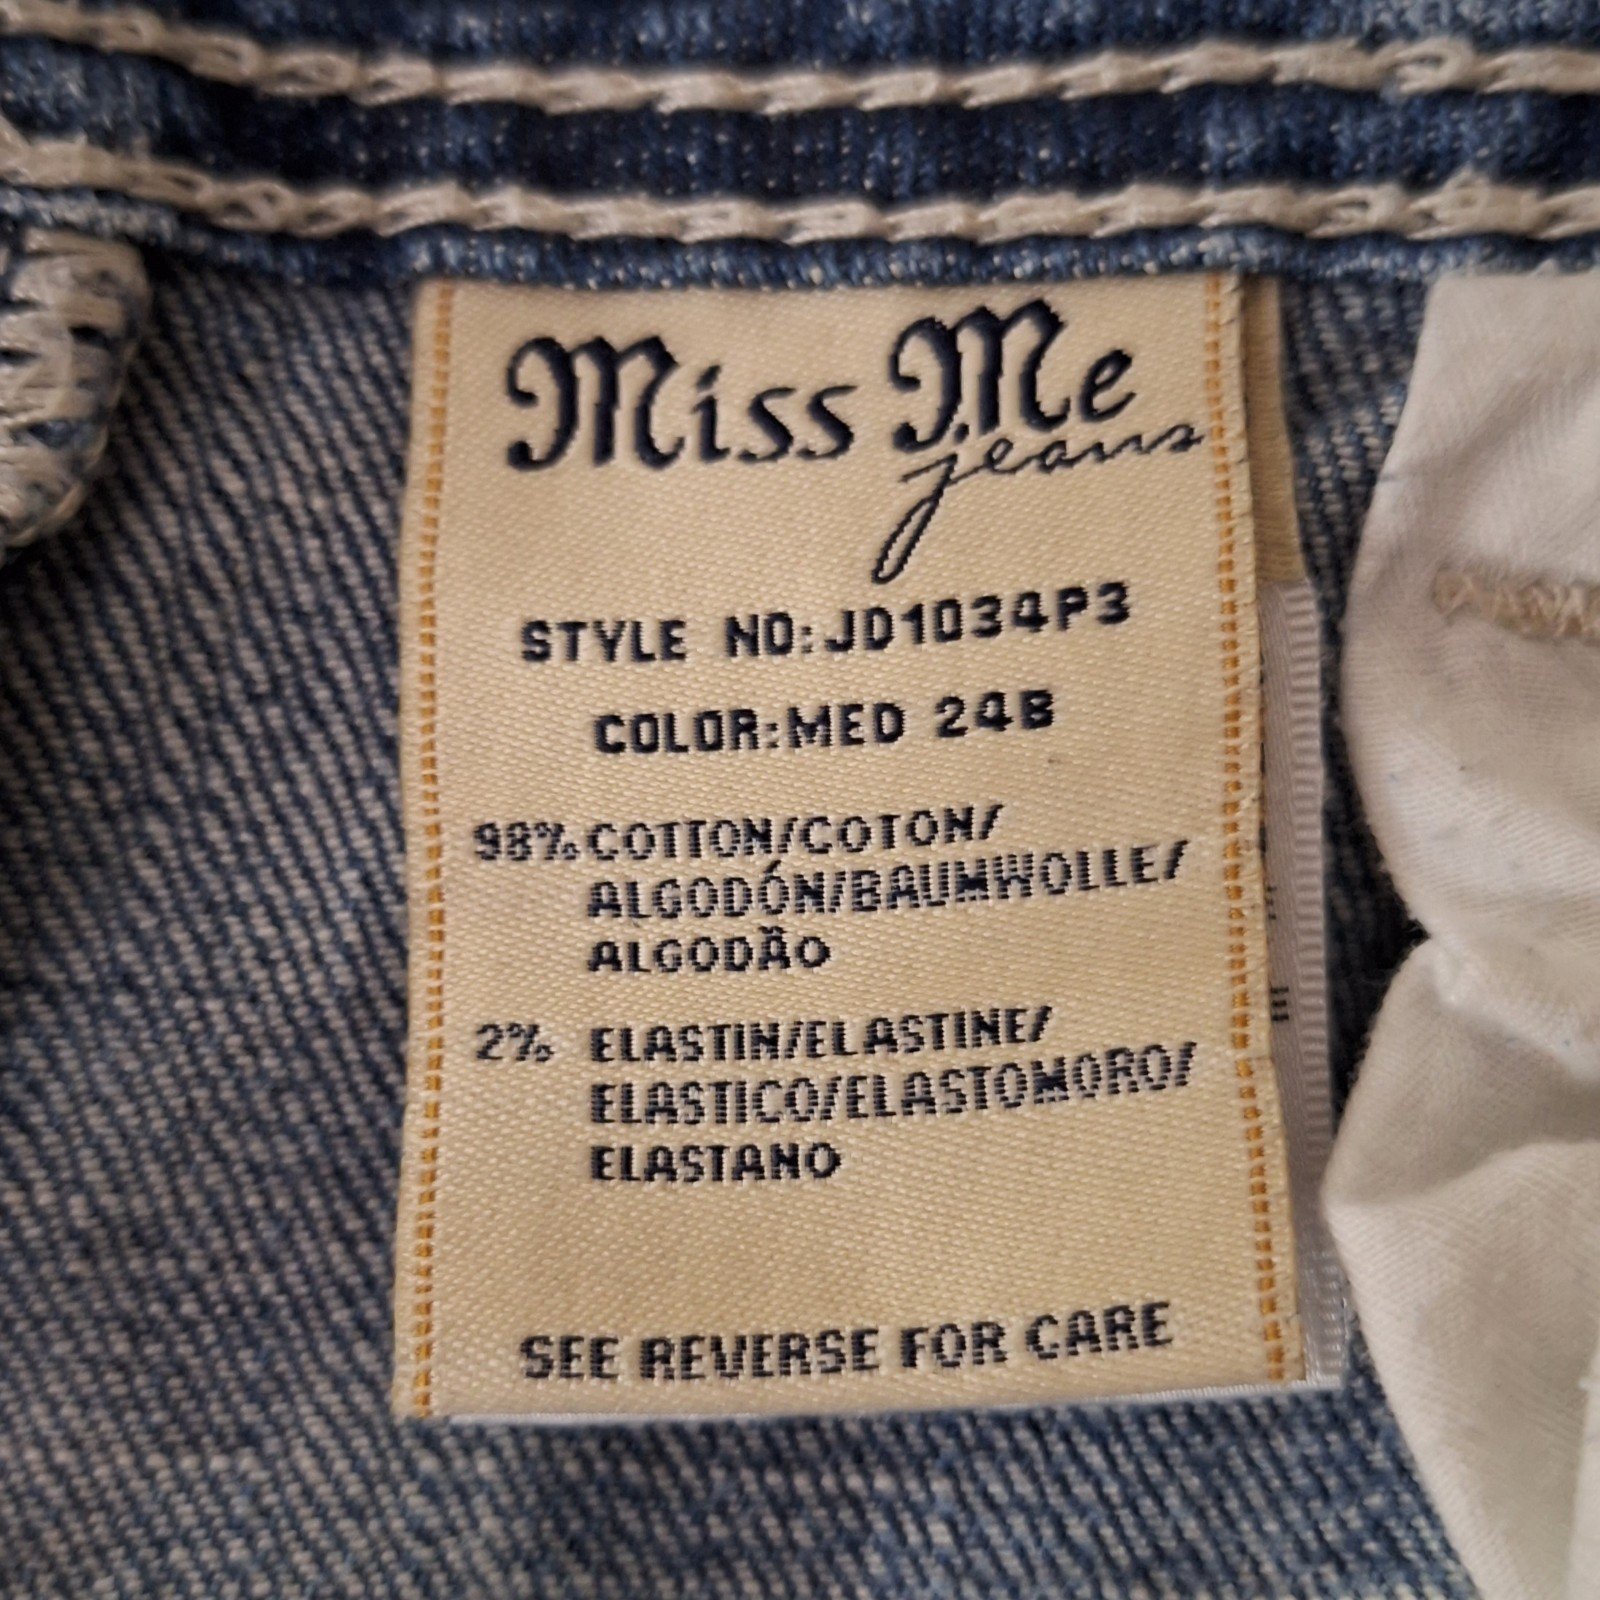 Miss Me
jeans
STYLE NO:JD1034P3
COLOR:MED 24B
98% COTTON/COTON/
ALGODÓN/BAUMWOLLE/
ALGODÃO
2% ELASTIN/ELASTINE/
ELASTICO/ELASTOMORO/
ELASTANO
SEE REVERSE FOR CARE